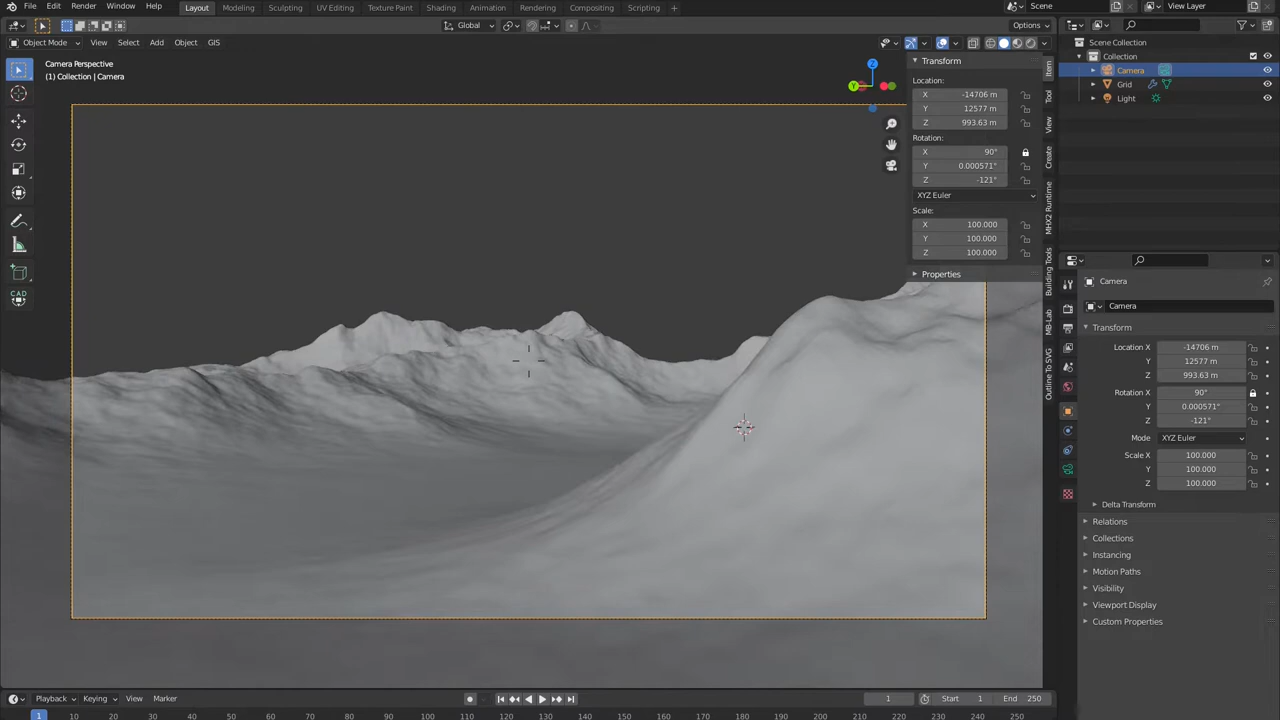 File Edit Render Window Help Layout Modeling Sculpting UV Editing Texture Paint Shading Animation Rendering Compositing Scripting + Scene View Layer
Global Options
Object Mode View Select Add Object GIS
Camera Perspective
(1) Collection | Camera
CAD
Z
Y
Transform
Location:
X -14706 m
Y 12577 m
Z 993.63 m
Rotation:
X 90°
Y 0.000571°
Z -121°
XYZ Euler
Scale:
X 100.000
Y 100.000
Z 100.000
Properties
Item
Tool
View
Create
MHX2 Runtime
Building Tools
MB-Lab
Outline To SVG
Scene Collection
Collection
Camera
Grid
Light
Camera
Camera
Transform
Location X -14706 m
Y 12577 m
Z 993.63 m
Rotation X 90°
Y 0.000571°
Z -121°
Mode XYZ Euler
Scale X 100.000
Y 100.000
Z 100.000
Delta Transform
Relations
Collections
Instancing
Motion Paths
Visibility
Viewport Display
Custom Properties
Playback Keying View Marker 1 Start 1 End 250
1 10 20 30 40 50 60 70 80 90 100 110 120 130 140 150 160 170 180 190 200 210 220 230 240 250